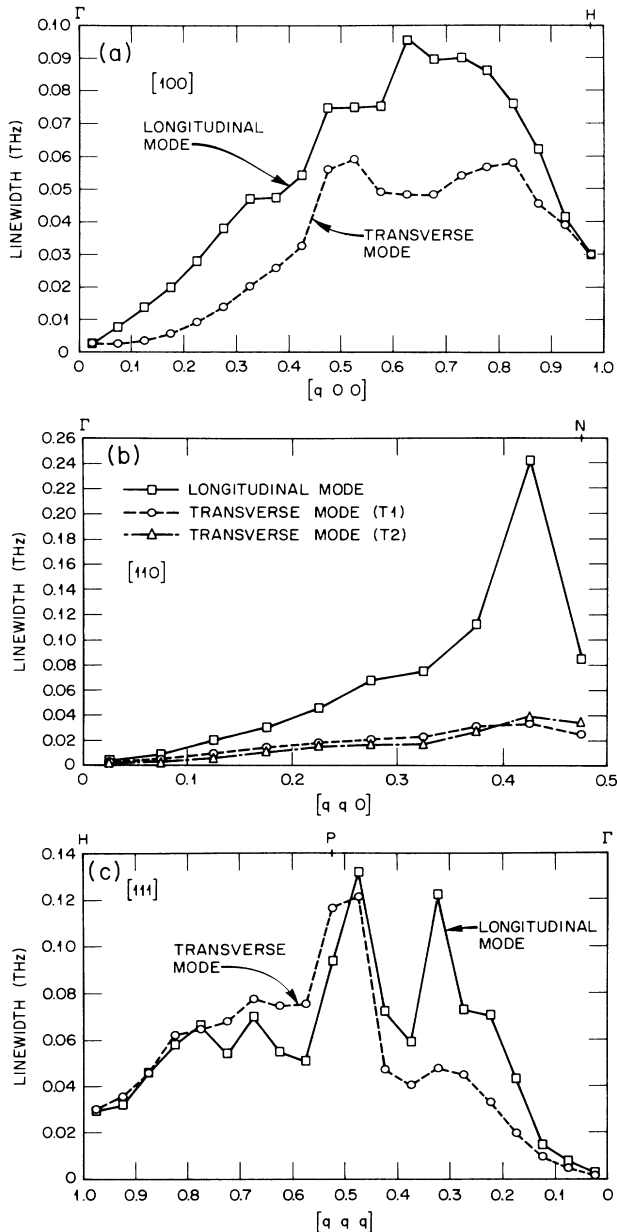 Γ H
0.10
(a)
0.09
[100]
0.08
LONGITUDINAL
MODE
0.07
0.06
0.05
0.04
TRANSVERSE
MODE
0.03
0.02
0.01
0
LINEWIDTH (THz)
0 0.1 0.2 0.3 0.4 0.5 0.6 0.7 0.8 0.9 1.0
[q 0 0]
Γ N
0.26
(b)
0.24
LONGITUDINAL MODE
0.22
TRANSVERSE MODE (T1)
0.20
TRANSVERSE MODE (T2)
0.18
0.16
[110]
0.14
0.12
0.10
0.08
0.06
0.04
0.02
0
LINEWIDTH (THz)
0 0.1 0.2 0.3 0.4 0.5
[q q 0]
H P Γ
0.14
(c)
[111]
0.12
LONGITUDINAL
MODE
TRANSVERSE
MODE
0.10
0.08
0.06
0.04
0.02
0
LINEWIDTH (THz)
1.0 0.9 0.8 0.7 0.6 0.5 0.4 0.3 0.2 0.1 0
[q q q]